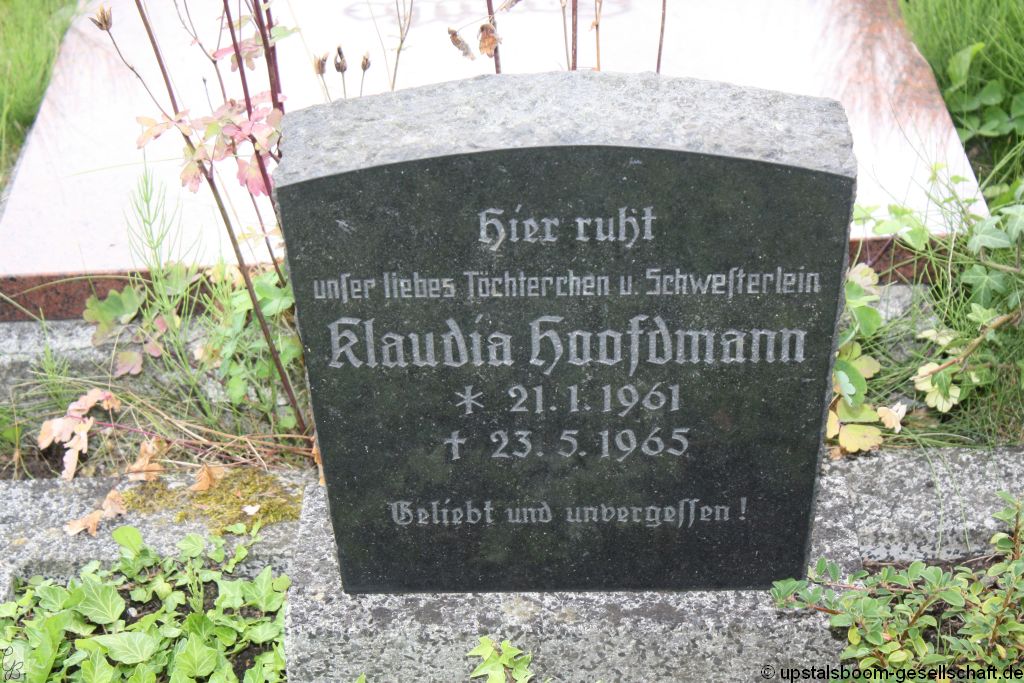 Hier ruht
unser liebes Töchterchen u. Schwesterlein
Klaudia Hoofdmann
* 21. 1. 1961
† 23. 5. 1965
Geliebt und unvergessen!
© upstalsboom-gesellschaft.de